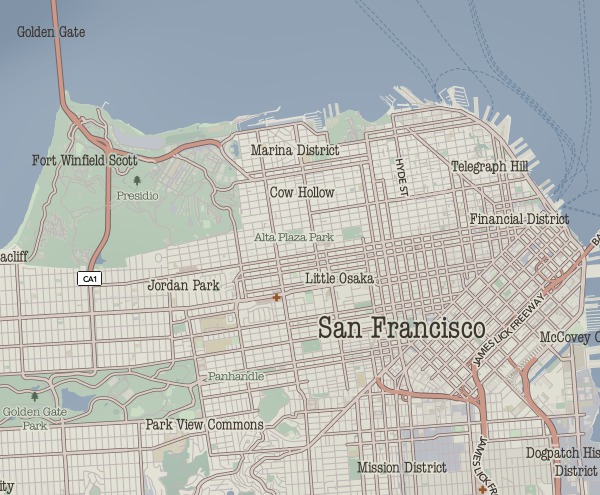 Golden Gate
Marina District
Fort Winfield Scott
Telegraph Hill
HYDE ST
Presidio
Cow Hollow
Financial District
Alta Plaza Park
acliff
CA1
Jordan Park
Little Osaka
BA
San Francisco
JAMES LICK FREEWAY
McCovey C
Panhandle
Golden Gate
Park
Park View Commons
Mission District
JAMES LICK FR
Dogpatch His
District
ity